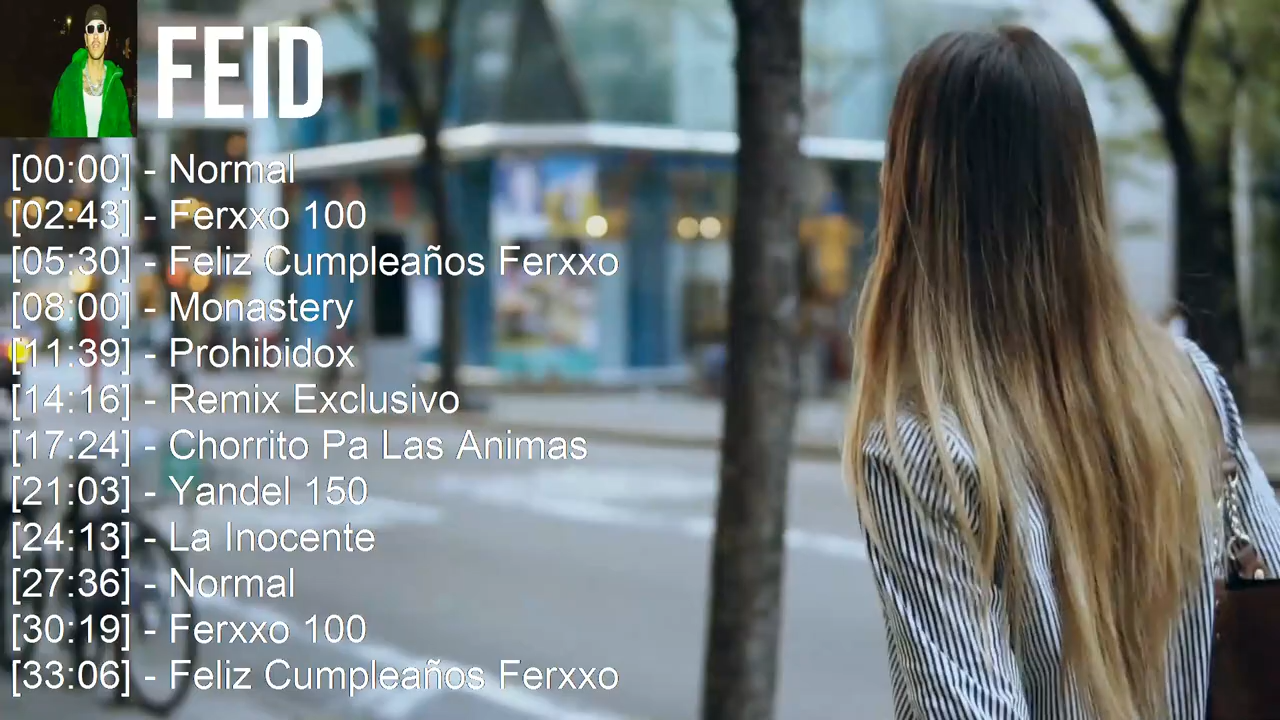 FEID
[00:00] - Normal
[02:43] - Ferxxo 100
[05:30] - Feliz Cumpleaños Ferxxo
[08:00] - Monastery
[11:39] - Prohibidox
[14:16] - Remix Exclusivo
[17:24] - Chorrito Pa Las Animas
[21:03] - Yandel 150
[24:13] - La Inocente
[27:36] - Normal
[30:19] - Ferxxo 100
[33:06] - Feliz Cumpleaños Ferxxo